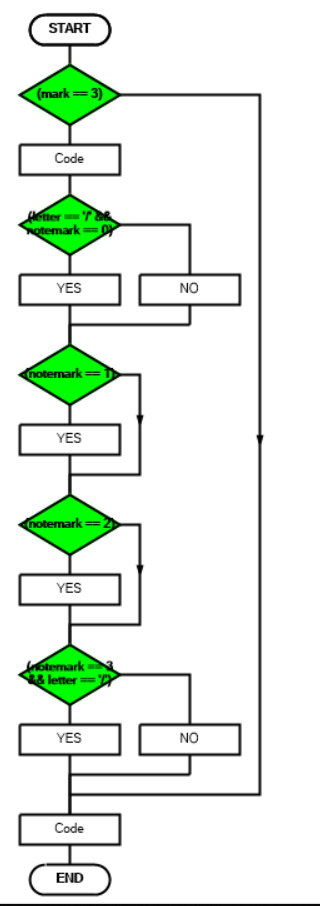 START
(mark == 3)
Code
(letter == '/' &&
notemark == 0)
YES
NO
(notemark == 1)
YES
(notemark == 2)
YES
(notemark == 3
&& letter == '/')
YES
NO
Code
END